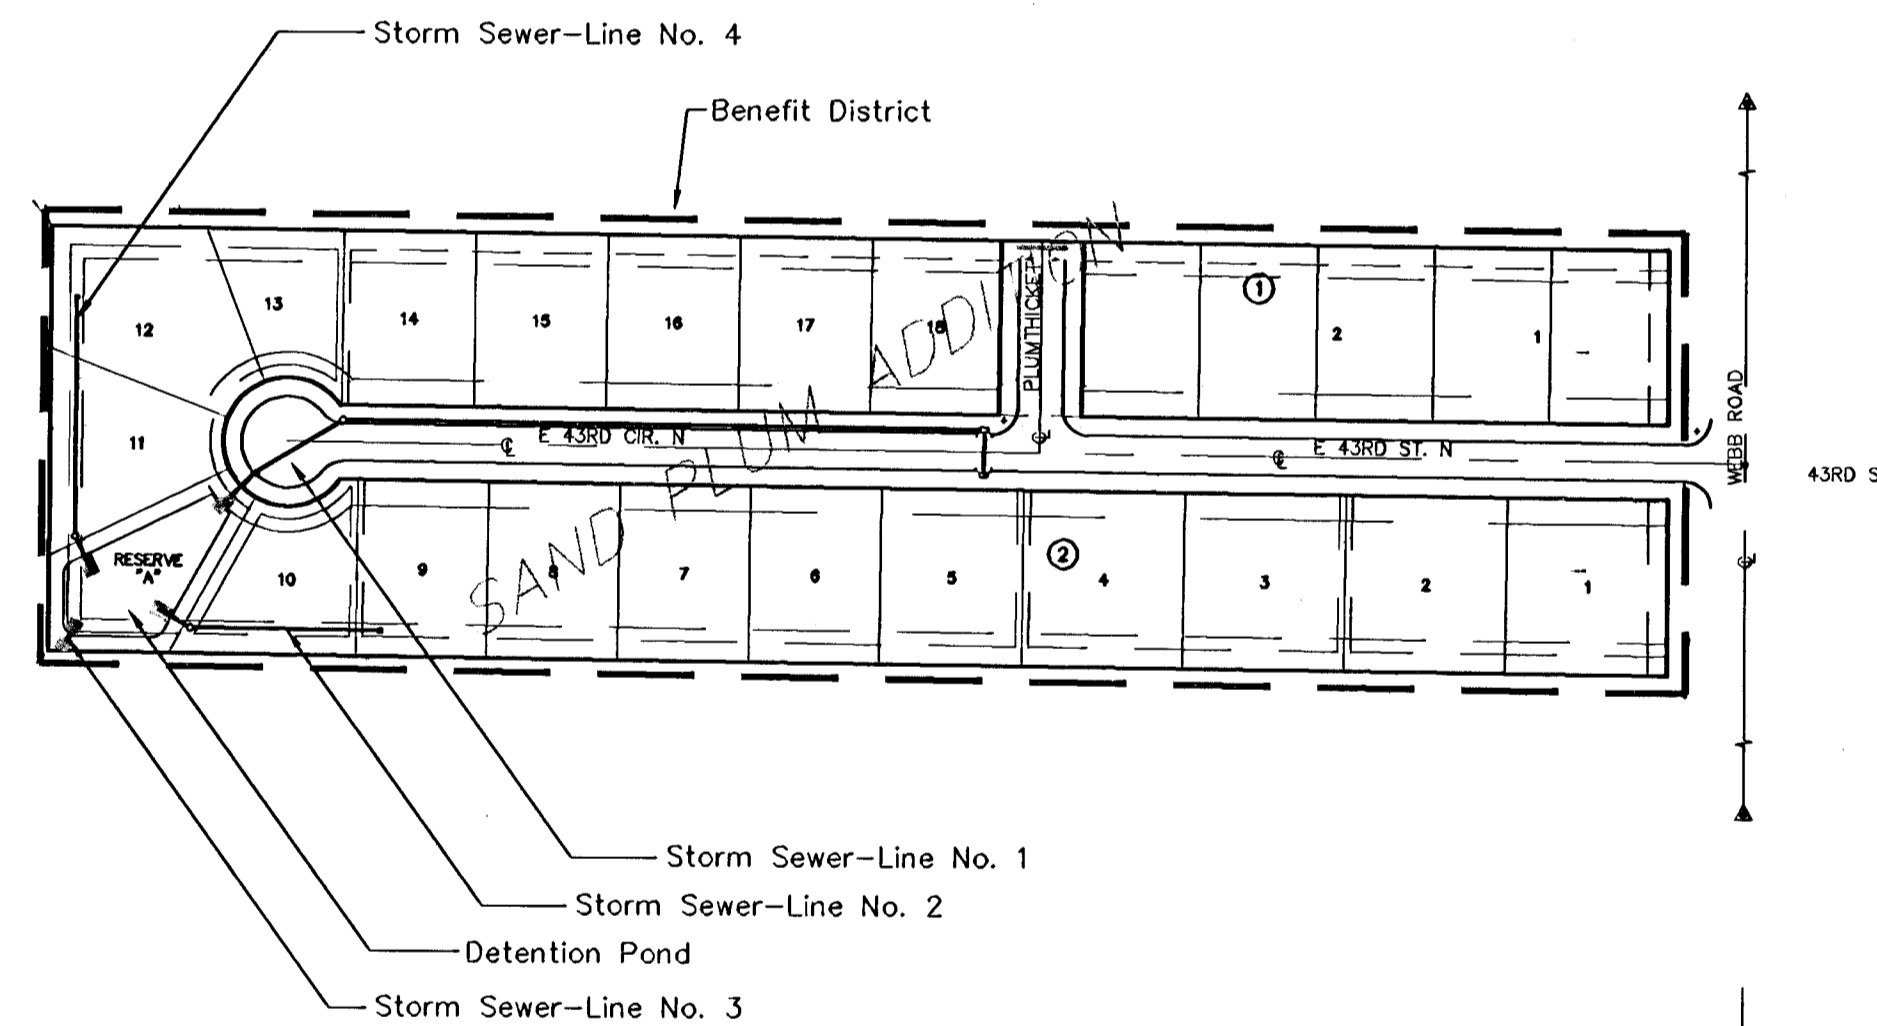 Storm Sewer-Line No. 4
Benefit District
SAND PLUM ADDITION
12
13
14
15
16
17
18
PLUMTHICKET
1
2
1
11
E 43RD CIR. N
E 43RD ST. N
WEBB ROAD
43RD S
RESERVE
"A"
10
9
8
7
6
5
2
4
3
2
1
Storm Sewer-Line No. 1
Storm Sewer-Line No. 2
Detention Pond
Storm Sewer-Line No. 3